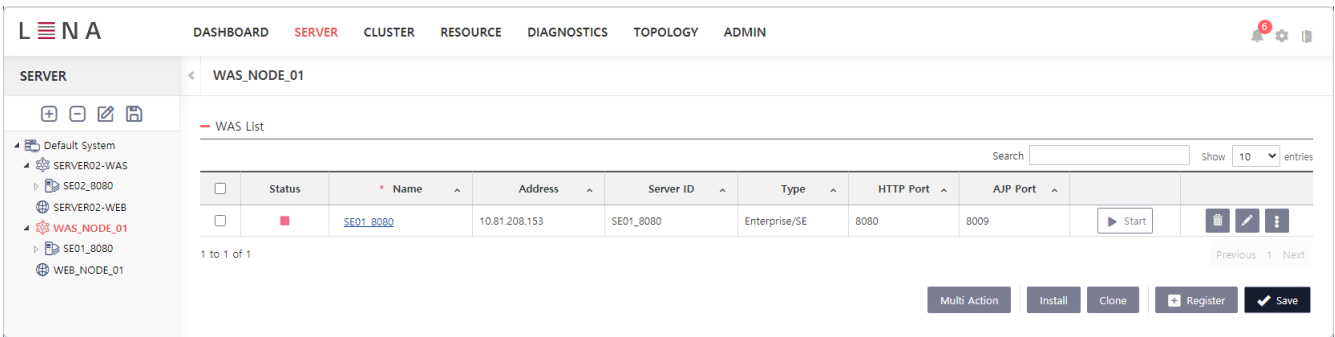 LENA DASHBOARD SERVER CLUSTER RESOURCE DIAGNOSTICS TOPOLOGY ADMIN 6
SERVER
WAS_NODE_01
WAS List
Default System
SERVER02-WAS
SE02_8080
SERVER02-WEB
WAS_NODE_01
SE01_8080
WEB_NODE_01
Search Show 10 entries
Status * Name Address Server ID Type HTTP Port AJP Port
SE01_8080 10.81.208.153 SE01_8080 Enterprise/SE 8080 8009 Start
1 to 1 of 1 Previous 1 Next
Multi Action Install Clone Register Save